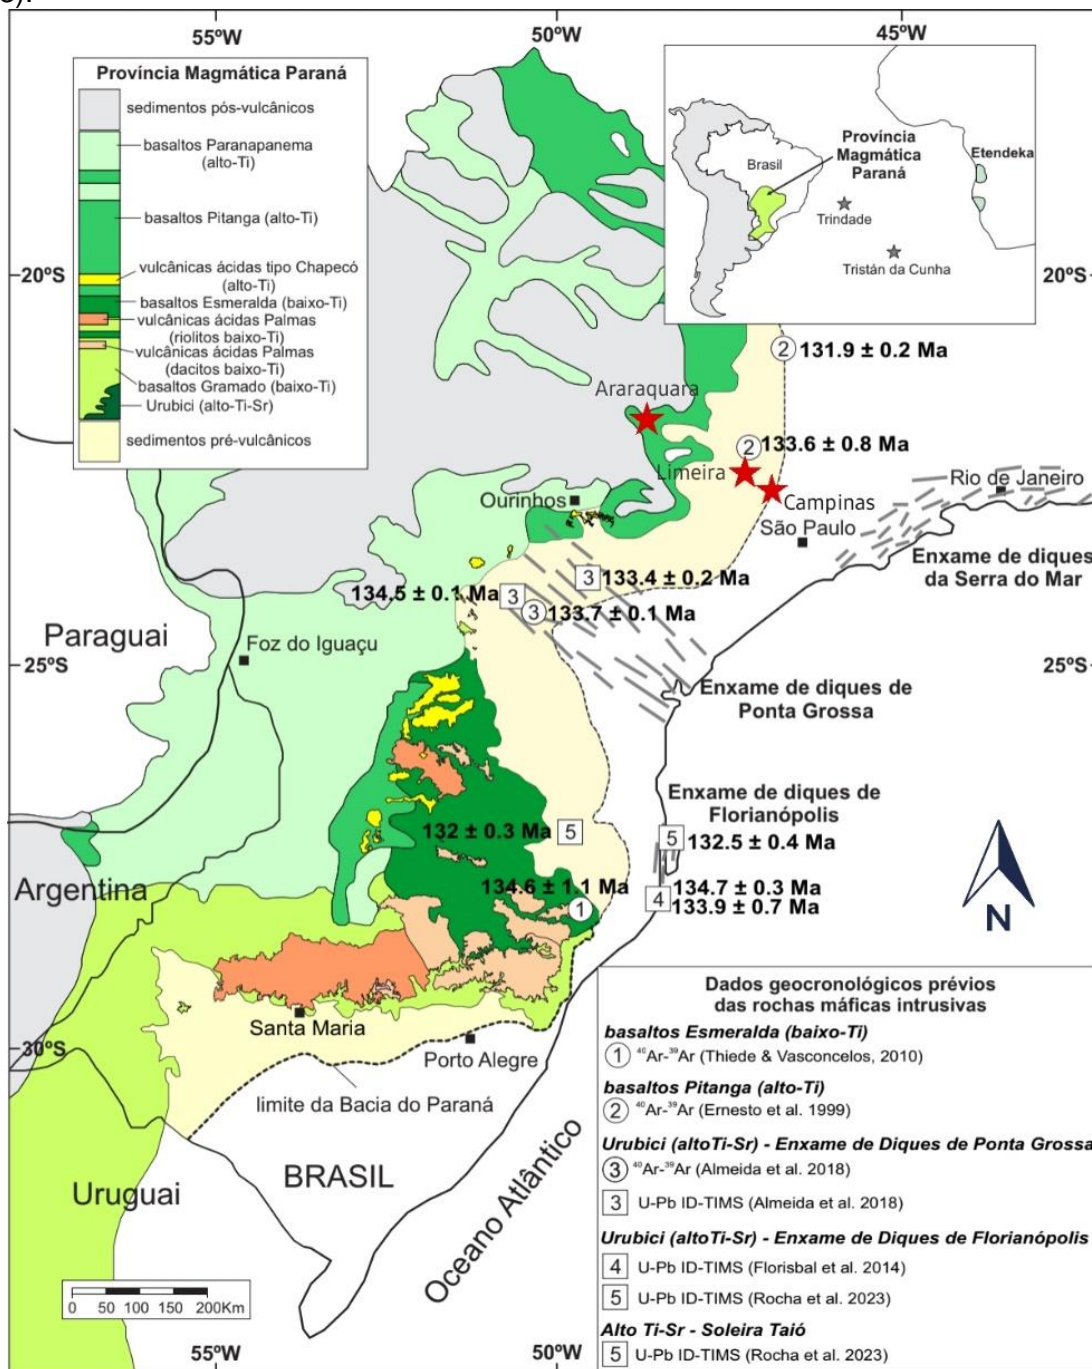 55ºW
50ºW
45ºW
Província Magmática Paraná
sedimentos pós-vulcânicos
basaltos Paranapanema
(alto-Ti)
basaltos Pitanga (alto-Ti)
vulcânicas ácidas tipo Chapecó
(alto-Ti)
basaltos Esmeralda (baixo-Ti)
vulcânicas ácidas Palmas
(riolitos baixo-Ti)
vulcânicas ácidas Palmas
(dacitos baixo-Ti)
basaltos Gramado (baixo-Ti)
Urubici (alto-Ti-Sr)
sedimentos pré-vulcânicos
Brasil
Província
Magmática
Paraná
Etendeka
Trindade
Tristán da Cunha
20ºS
20ºS
2 131.9 ± 0.2 Ma
Araraquara
2 133.6 ± 0.8 Ma
Limeira
Campinas
Rio de Janeiro
Ourinhos
São Paulo
Enxame de diques
da Serra do Mar
3 133.4 ± 0.2 Ma
134.5 ± 0.1 Ma 3
3 133.7 ± 0.1 Ma
Paraguai
Foz do Iguaçu
25ºS
25ºS
Enxame de diques de
Ponta Grossa
Enxame de diques de
Florianópolis
132 ± 0.3 Ma 5
5 132.5 ± 0.4 Ma
Argentina
134.6 ± 1.1 Ma
1
4
134.7 ± 0.3 Ma
133.9 ± 0.7 Ma
N
Santa Maria
30ºS
Porto Alegre
limite da Bacia do Paraná
BRASIL
Uruguai
Oceano Atlântico
0 50 100 150 200Km
55ºW
50ºW
Dados geocronológicos prévios
das rochas máficas intrusivas
basaltos Esmeralda (baixo-Ti)
1 ⁴⁰Ar-³⁹Ar (Thiede & Vasconcelos, 2010)
basaltos Pitanga (alto-Ti)
2 ⁴⁰Ar-³⁹Ar (Ernesto et al. 1999)
Urubici (altoTi-Sr) - Enxame de Diques de Ponta Grossa
3 ⁴⁰Ar-³⁹Ar (Almeida et al. 2018)
3 U-Pb ID-TIMS (Almeida et al. 2018)
Urubici (altoTi-Sr) - Enxame de Diques de Florianópolis
4 U-Pb ID-TIMS (Florisbal et al. 2014)
5 U-Pb ID-TIMS (Rocha et al. 2023)
Alto Ti-Sr - Soleira Taió
5 U-Pb ID-TIMS (Rocha et al. 2023)